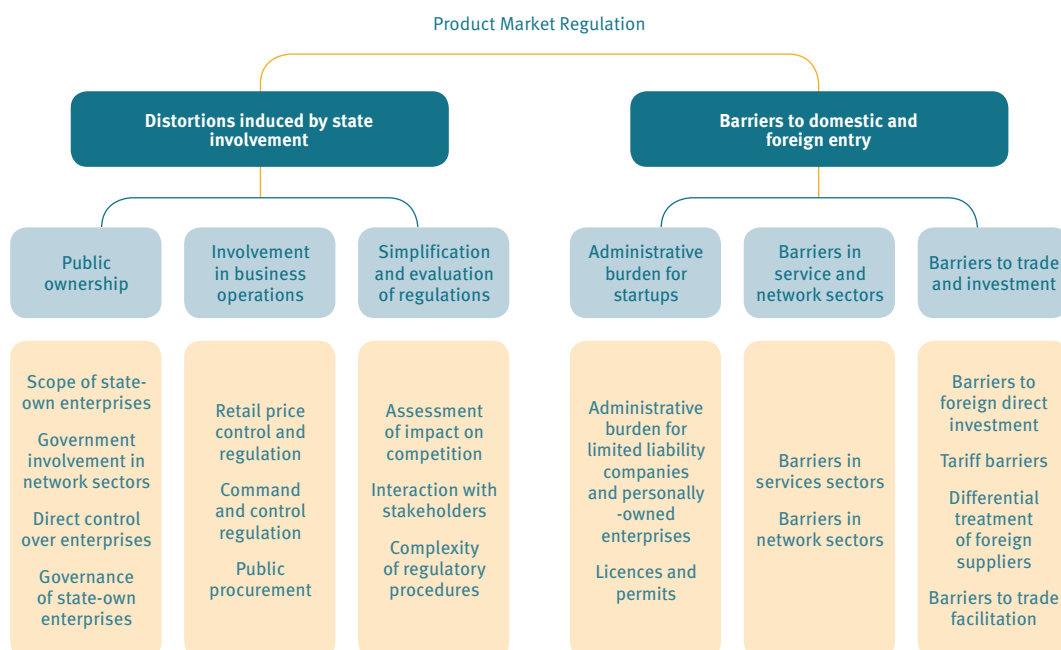 Product Market Regulation
Distortions induced by state
involvement
Barriers to domestic and
foreign entry
Public
ownership
Involvement
in business
operations
Simplification
and evaluation
of regulations
Administrative
burden for
startups
Barriers in
service and
network sectors
Barriers to trade
and investment
Scope of state-
own enterprises
Government
involvement in
network sectors
Direct control
over enterprises
Governance
of state-own
enterprises
Retail price
control and
regulation
Command
and control
regulation
Public
procurement
Assessment
of impact on
competition
Interaction with
stakeholders
Complexity
of regulatory
procedures
Administrative
burden for
limited liability
companies
and personally
-owned
enterprises
Licences and
permits
Barriers in
services sectors
Barriers in
network sectors
Barriers to
foreign direct
investment
Tariff barriers
Differential
treatment
of foreign
suppliers
Barriers to trade
facilitation